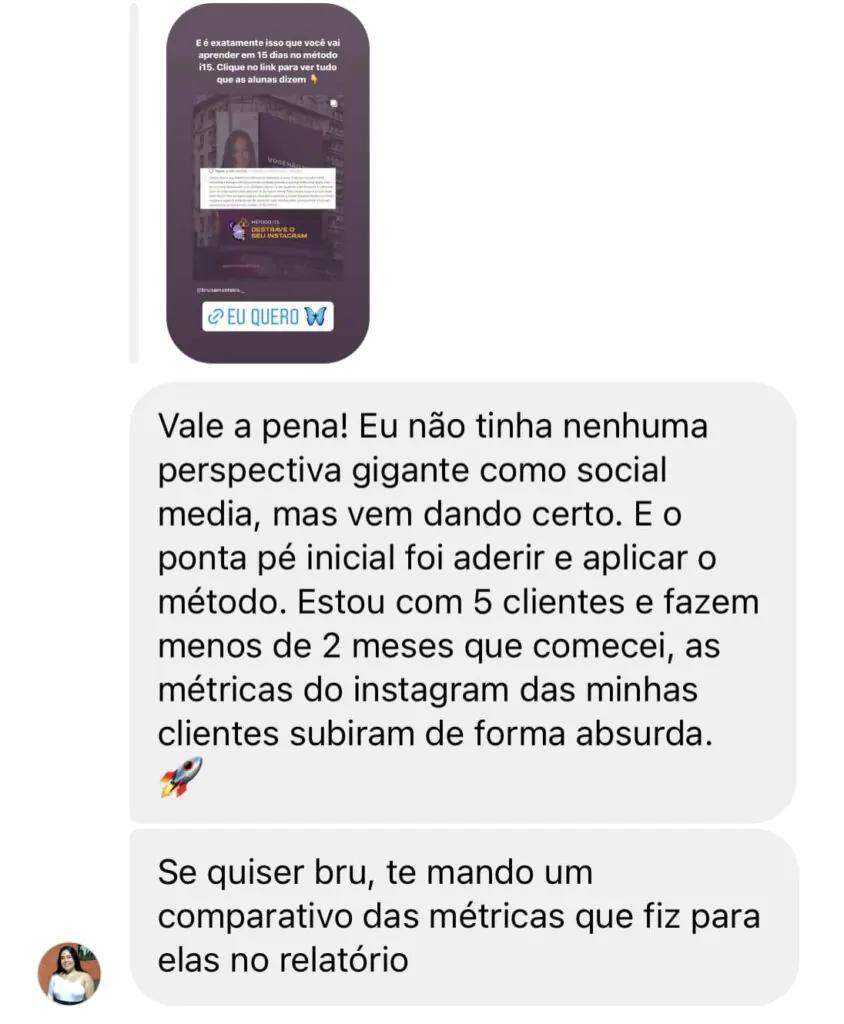 E é exatamente isso que você vai
aprender em 15 dias no método
i15. Clique no link para ver tudo
que as alunas dizem 👇
VOCÊ NÃO
MÉTODO I15
DESTRAVE O
SEU INSTAGRAM
EU QUERO 🦋
Vale a pena! Eu não tinha nenhuma
perspectiva gigante como social
media, mas vem dando certo. E o
ponta pé inicial foi aderir e aplicar o
método. Estou com 5 clientes e fazem
menos de 2 meses que comecei, as
métricas do instagram das minhas
clientes subiram de forma absurda.
🚀
Se quiser bru, te mando um
comparativo das métricas que fiz para
elas no relatório